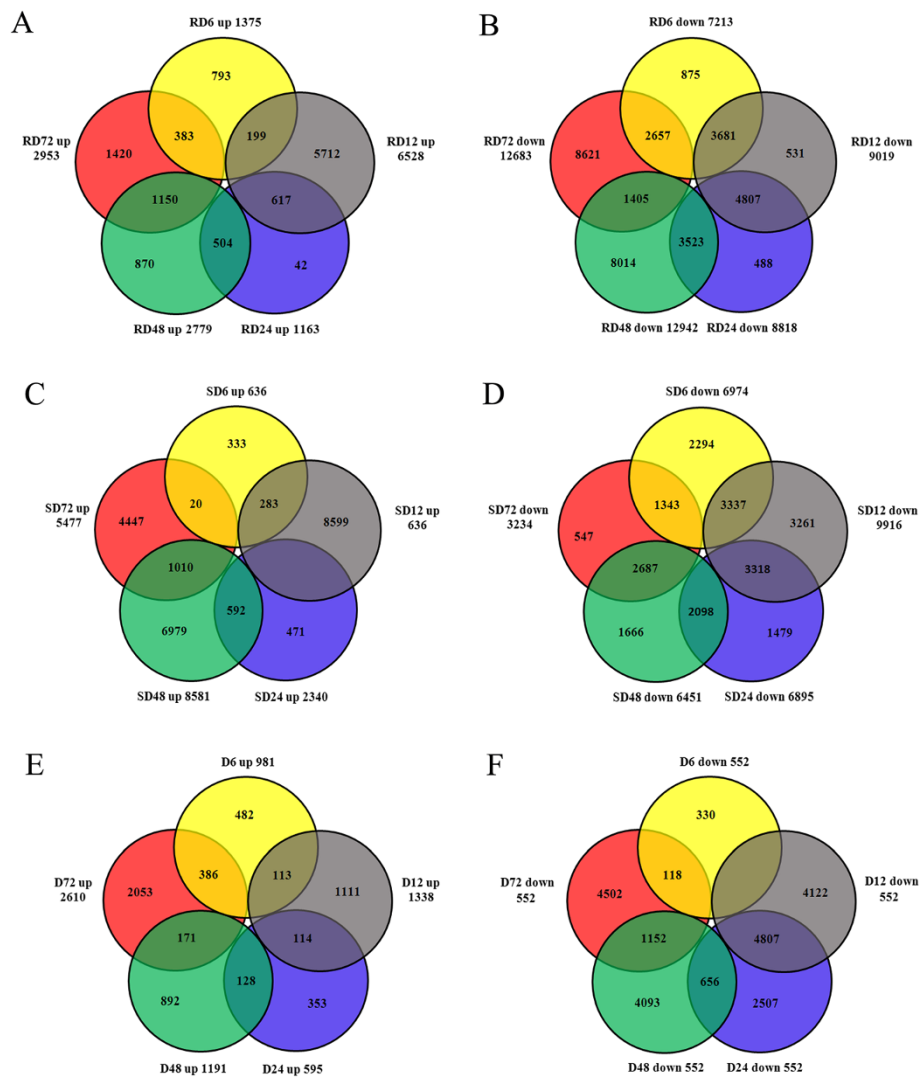 A
RD6 up 1375
793
383
199
RD72 up
2953
1420
5712
RD12 up
6528
1150
617
504
870
42
RD48 up 2779
RD24 up 1163
B
RD6 down 7213
875
2657
3681
RD72 down
12683
8621
531
RD12 down
9019
1405
4807
3523
8014
488
RD48 down 12942
RD24 down 8818
C
SD6 up 636
333
20
283
SD72 up
5477
4447
8599
SD12 up
636
1010
592
6979
471
SD48 up 8581
SD24 up 2340
D
SD6 down 6974
2294
1343
3337
SD72 down
3234
547
3261
SD12 down
9916
2687
3318
2098
1666
1479
SD48 down 6451
SD24 down 6895
E
D6 up 981
482
386
113
D72 up
2610
2053
1111
D12 up
1338
171
114
128
892
353
D48 up 1191
D24 up 595
F
D6 down 552
330
118
D72 down
552
4502
4122
D12 down
552
1152
4807
656
4093
2507
D48 down 552
D24 down 552